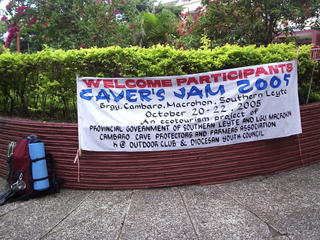 WELCOME PARTICIPANTS
CAVER'S JAM 2005
Brgy. Cambaro, Macrohon, Southern Leyte
October 20-22, 2005
An ecotourism project of
PROVINCIAL GOVERNMENT OF SOUTHERN LEYTE AND LGU MACROHON
CAMBARO CAVE PROTECTORS AND FARMERS ASSOCIATION
h@ OUTDOOR CLUB & DIOCESAN YOUTH COUNCIL